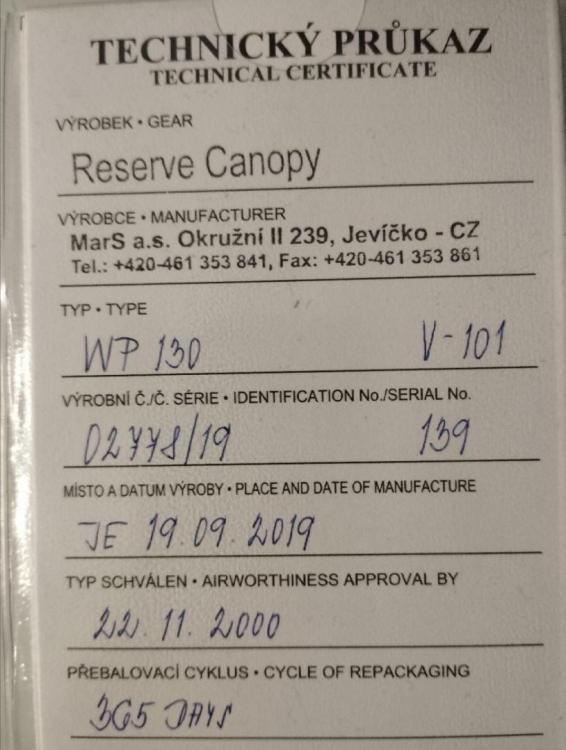 TECHNICKÝ PRŮKAZ
TECHNICAL CERTIFICATE
VÝROBEK • GEAR
Reserve Canopy
VÝROBCE • MANUFACTURER
MarS a.s. Okružní II 239, Jevíčko - CZ
Tel.: +420-461 353 841, Fax: +420-461 353 861
TYP • TYPE
WP 130 V-101
VÝROBNÍ Č./Č. SÉRIE • IDENTIFICATION No./SERIAL No.
02778/19 139
MÍSTO A DATUM VÝROBY • PLACE AND DATE OF MANUFACTURE
JE 19.09.2019
TYP SCHVÁLEN • AIRWORTHINESS APPROVAL BY
22.11.2000
PŘEBALOVACÍ CYKLUS • CYCLE OF REPACKAGING
365 DAYS